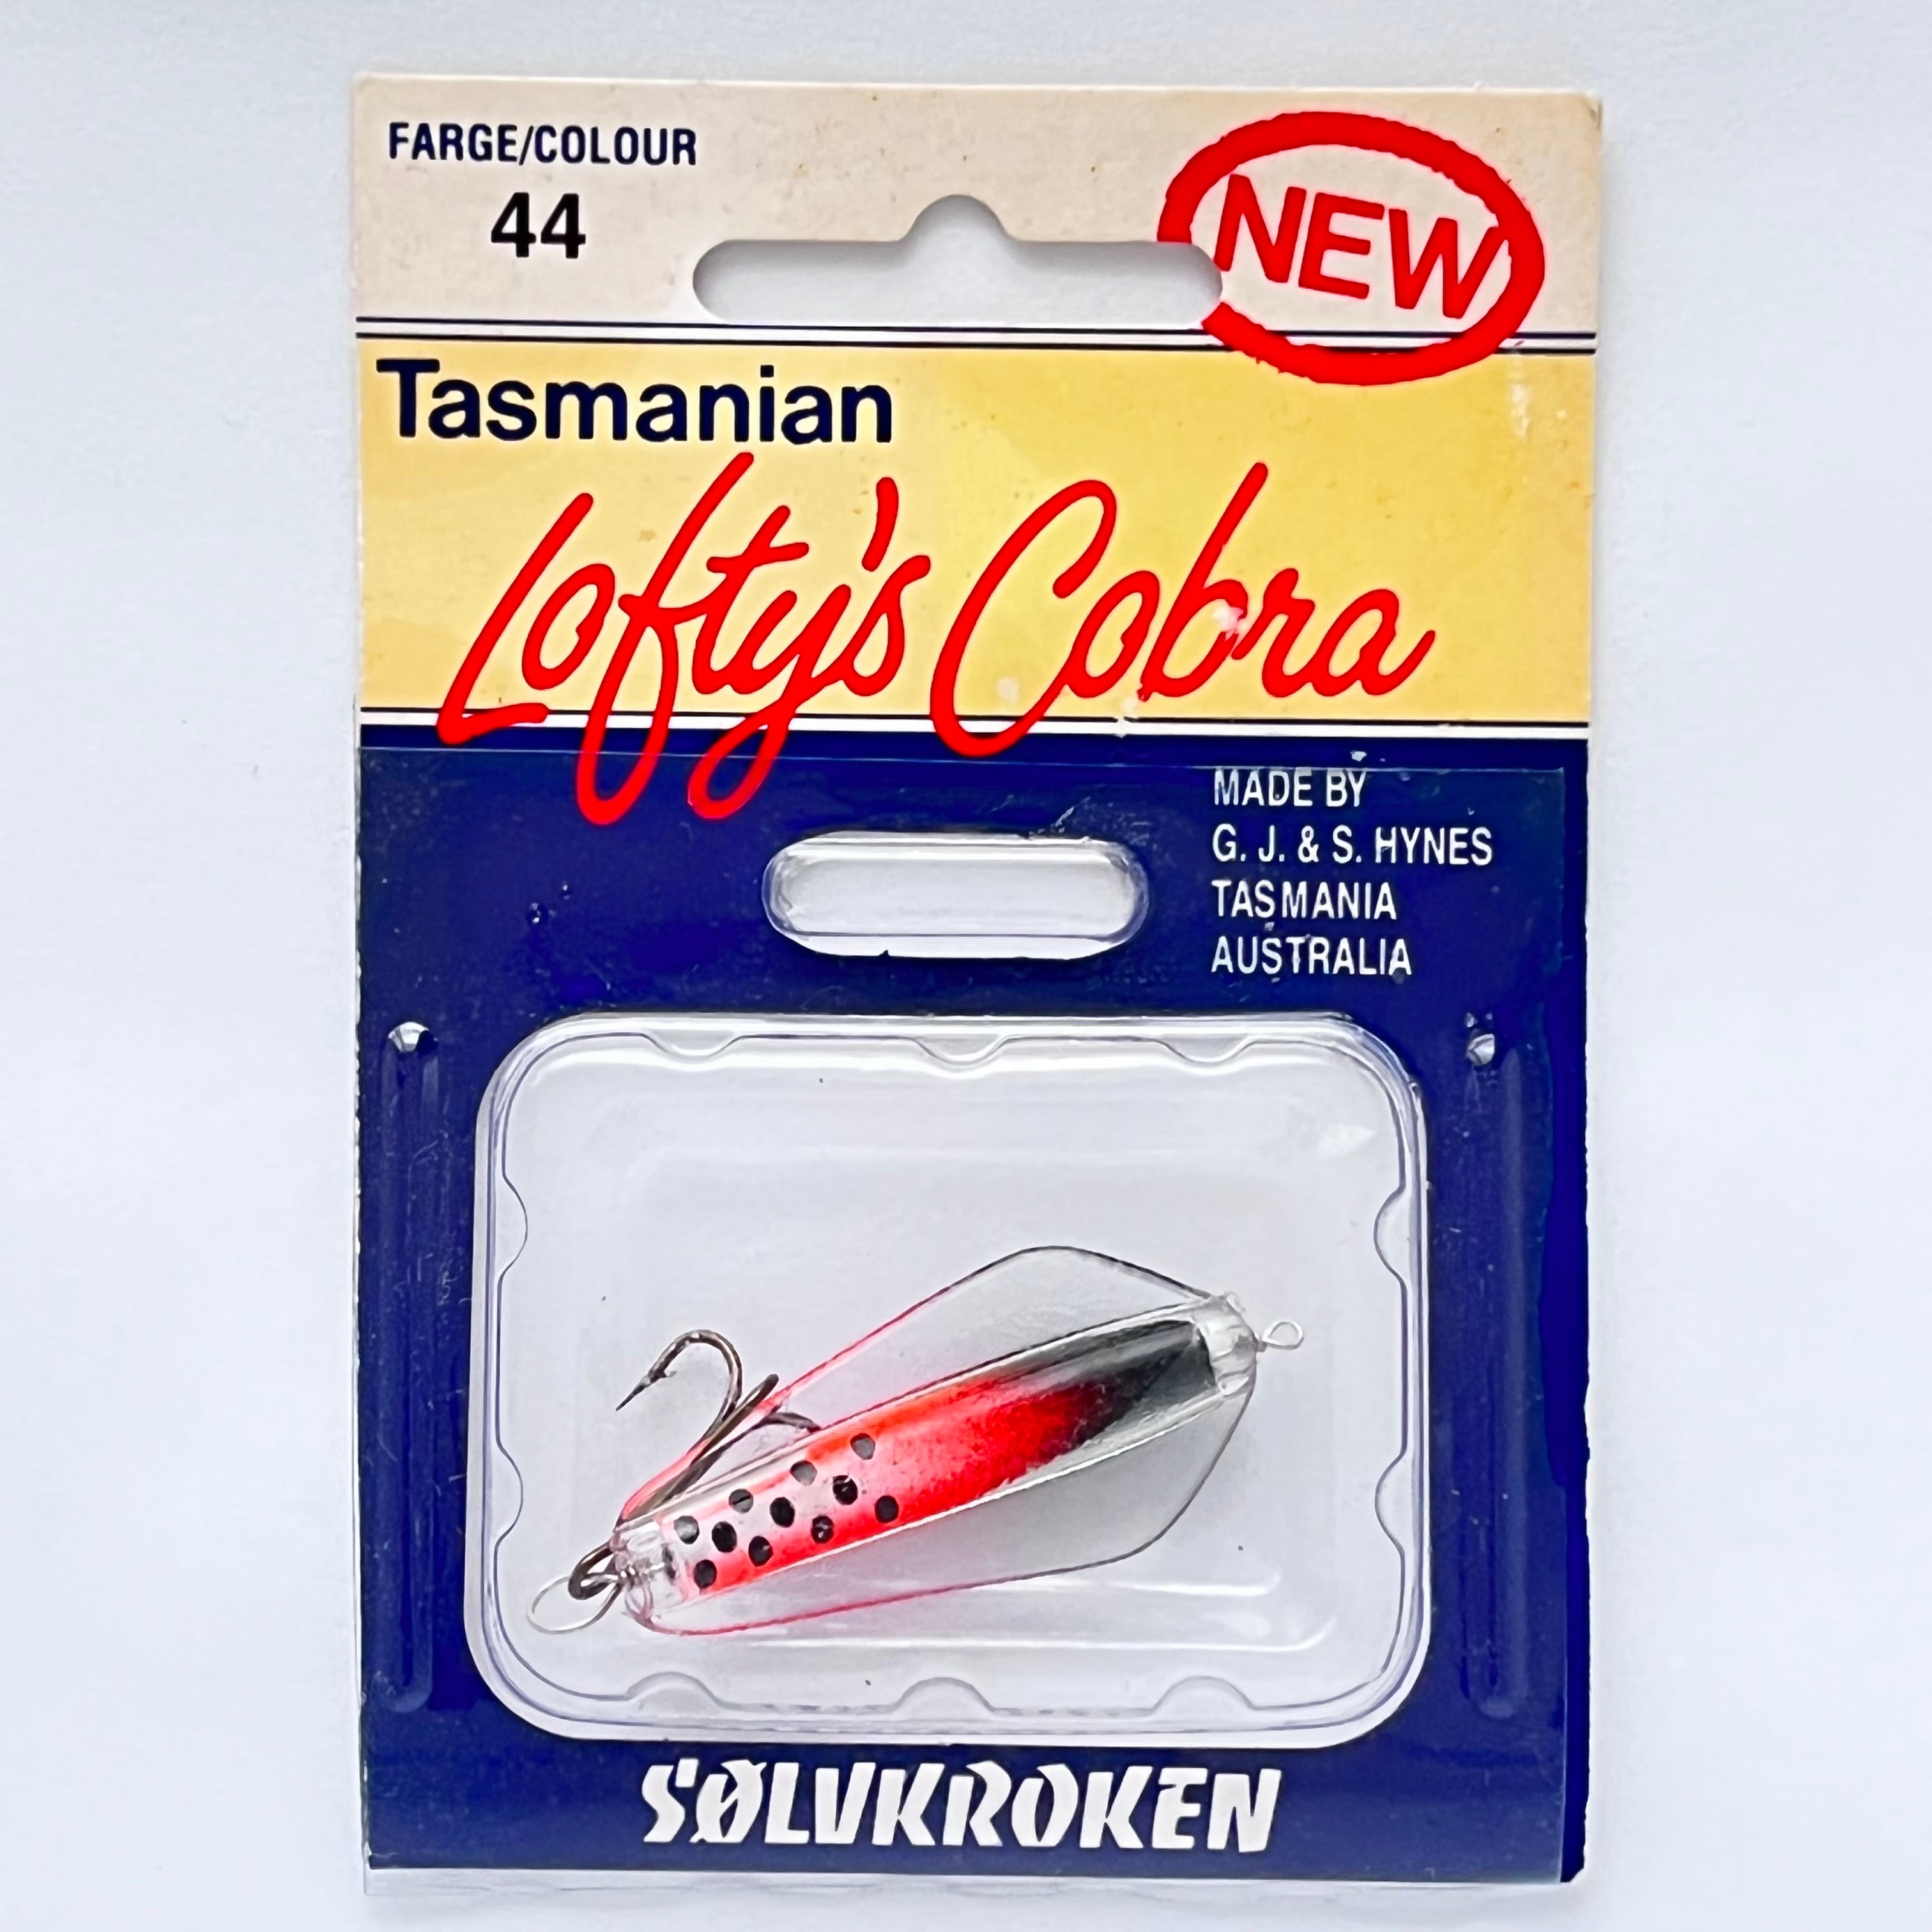 FARGE/COLOUR
44
NEW
Tasmanian
Lofty's Cobra
MADE BY
G. J. & S. HYNES
TASMANIA
AUSTRALIA
SØLVKROKEN